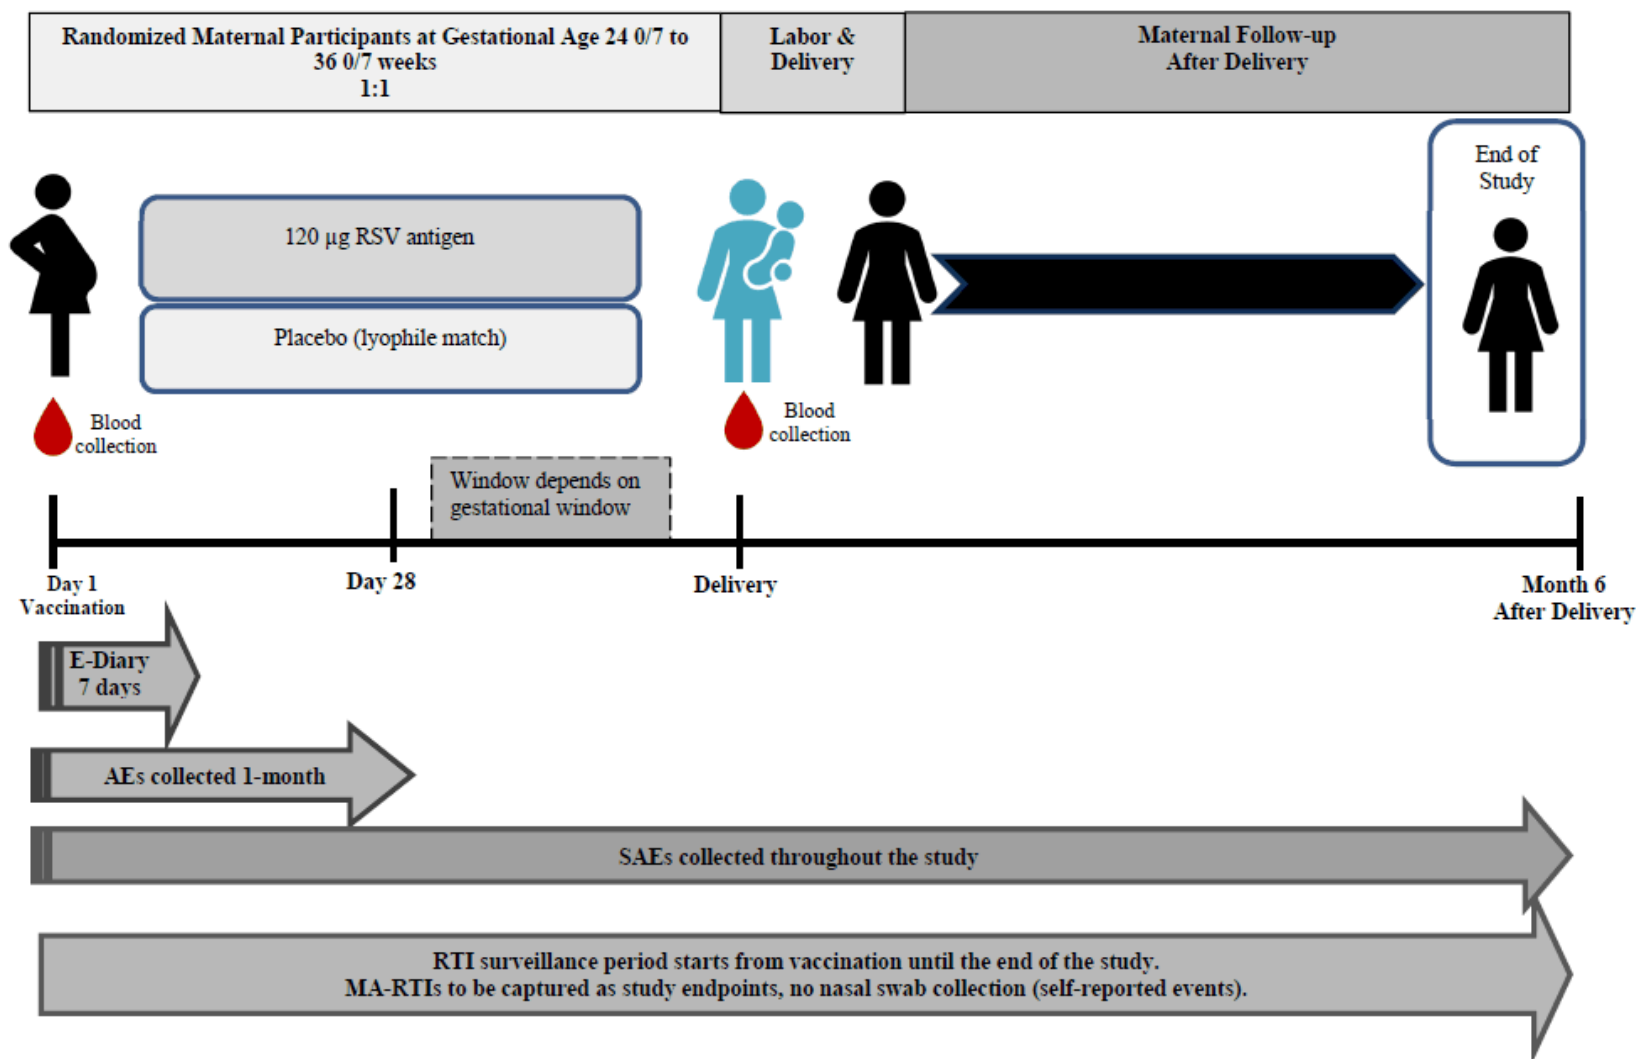 Randomized Maternal Participants at Gestational Age 24 0/7 to
36 0/7 weeks
1:1
Labor &
Delivery
Maternal Follow-up
After Delivery
End of
Study
120 µg RSV antigen
Placebo (lyophile match)
Blood
collection
Blood
collection
Window depends on
gestational window
Day 1
Vaccination
Day 28
Delivery
Month 6
After Delivery
E-Diary
7 days
AEs collected 1-month
SAEs collected throughout the study
RTI surveillance period starts from vaccination until the end of the study.
MA-RTIs to be captured as study endpoints, no nasal swab collection (self-reported events).